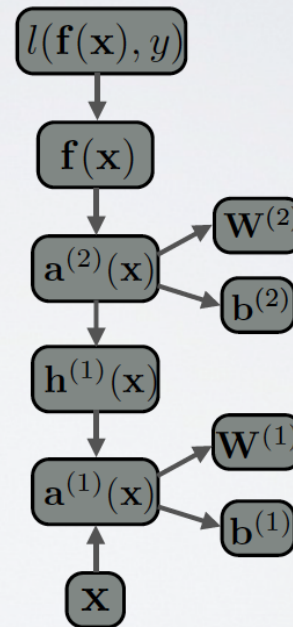 l(f(x), y)
f(x)
W⁽²⁾
a⁽²⁾(x)
b⁽²⁾
h⁽¹⁾(x)
W⁽¹⁾
a⁽¹⁾(x)
b⁽¹⁾
x